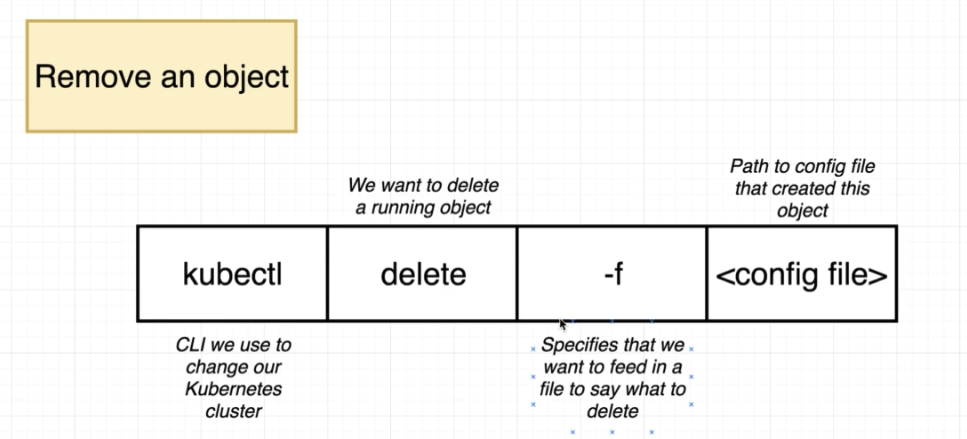 Remove an object
We want to delete
a running object
Path to config file
that created this
object
kubectl
delete
-f
<config file>
CLI we use to
change our
Kubernetes
cluster
Specifies that we
want to feed in a
file to say what to
delete